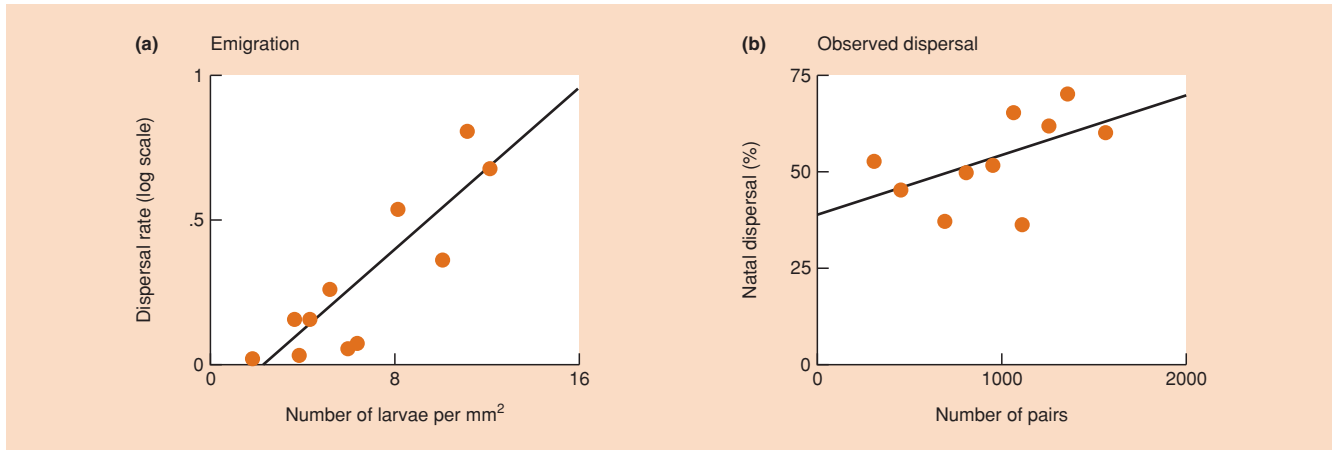 (a) Emigration
1
.5
0
0 8 16
Dispersal rate (log scale)
Number of larvae per mm²
(b) Observed dispersal
75
50
25
0
0 1000 2000
Natal dispersal (%)
Number of pairs